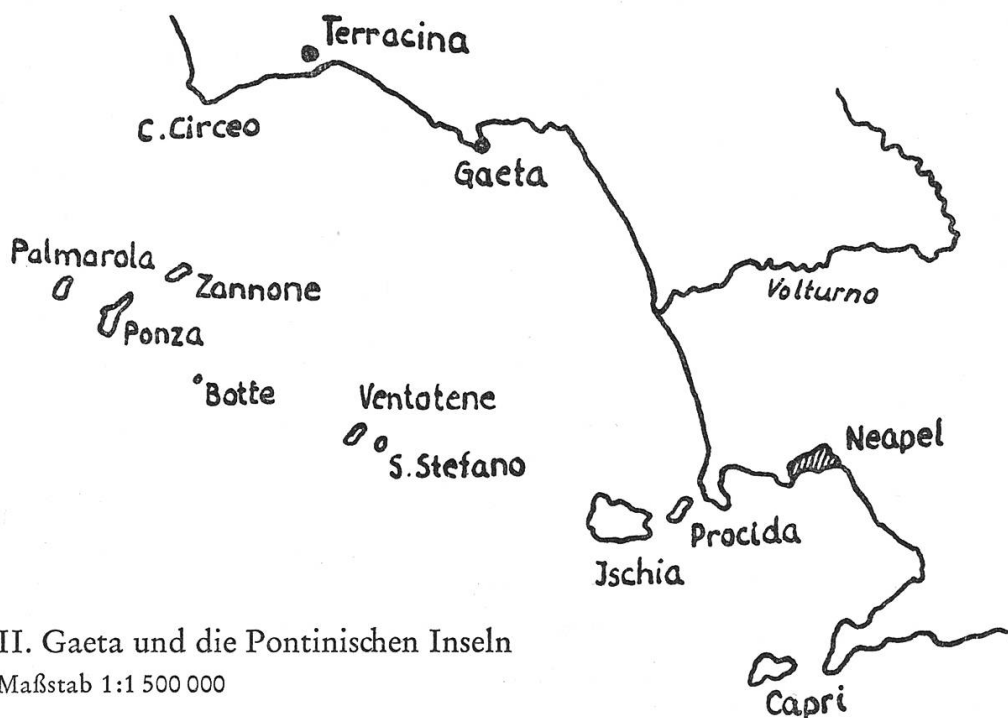 Terracina
C. Circeo
Gaeta
Palmarola
Zannone
Ponza
Volturno
Botte
Ventotene
S. Stefano
Neapel
Procida
Jschia
II. Gaeta und die Pontinischen Inseln
Maßstab 1:1 500 000
Capri